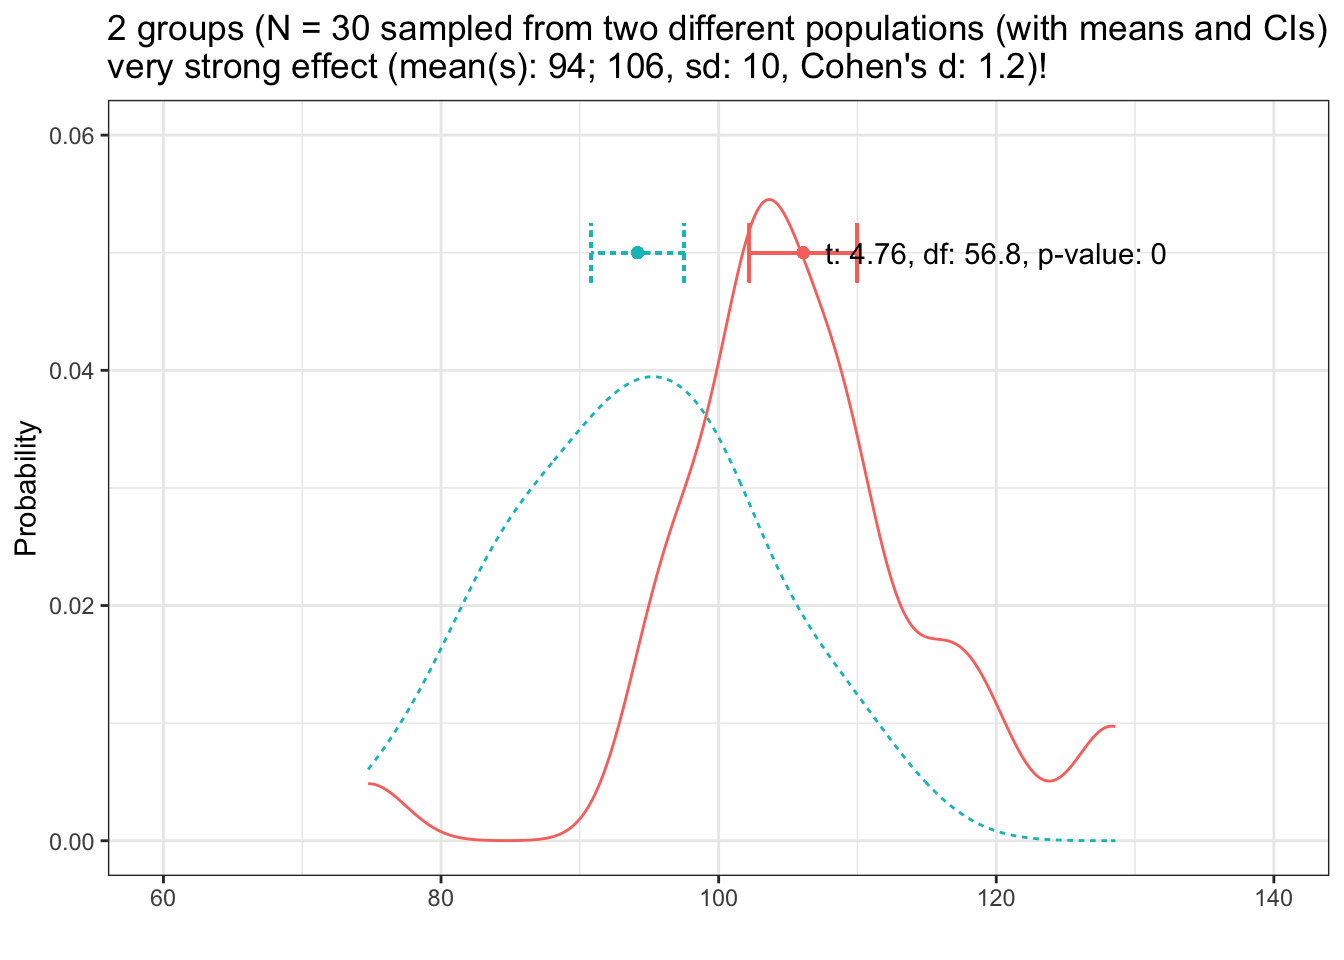 2 groups (N = 30 sampled from two different populations (with means and CIs)
very strong effect (mean(s): 94; 106, sd: 10, Cohen's d: 1.2)!
0.06
t: 4.76, df: 56.8, p-value: 0
0.04
Probability
0.02
0.00
60 80 100 120 140